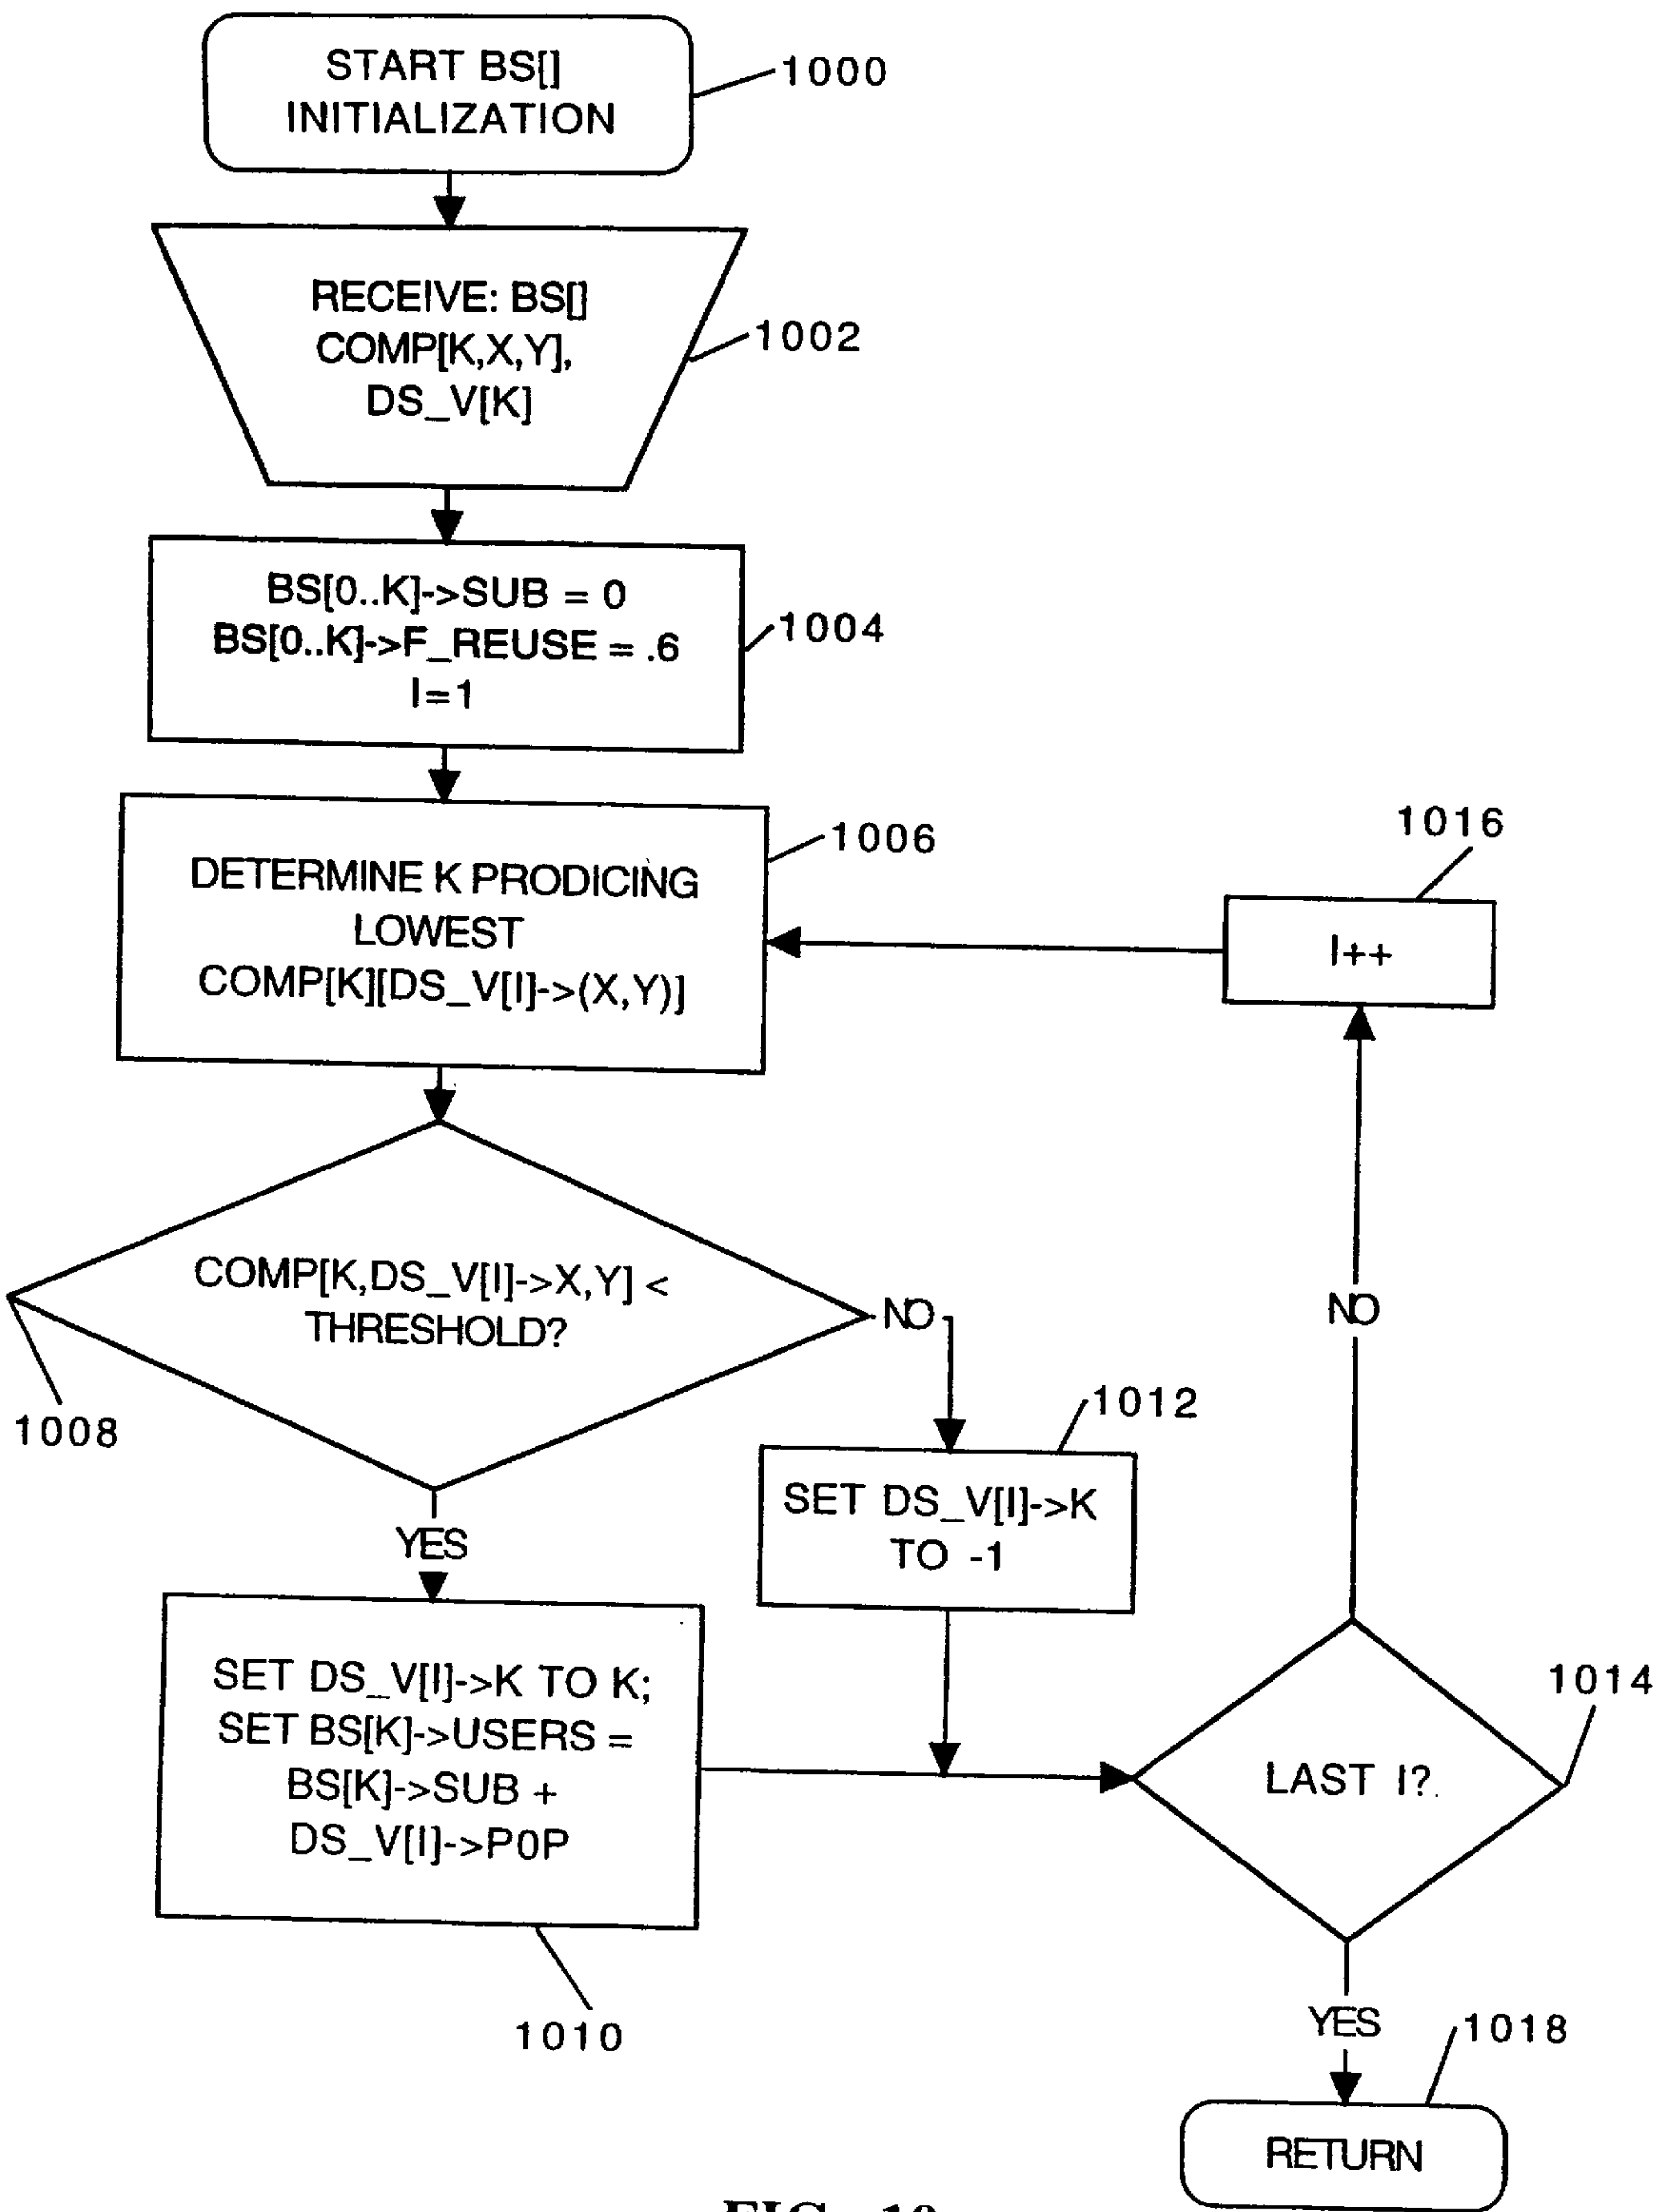 START BS[]
INITIALIZATION
1000
RECEIVE: BS[]
COMP[K,X,Y],
DS_V[K]
1002
BS[0..K]->SUB = 0
BS[0..K]->F_REUSE = .6
I=1
1004
DETERMINE K PRODICING
LOWEST
COMP[K][DS_V[I]->(X,Y)]
1006
1016
I++
COMP[K,DS_V[I]->X,Y] <
THRESHOLD?
NO
NO
1008
1012
SET DS_V[I]->K
TO -1
YES
SET DS_V[I]->K TO K;
SET BS[K]->USERS =
BS[K]->SUB +
DS_V[I]->P0P
1014
LAST I?
1010
YES
1018
RETURN
FIG. 10